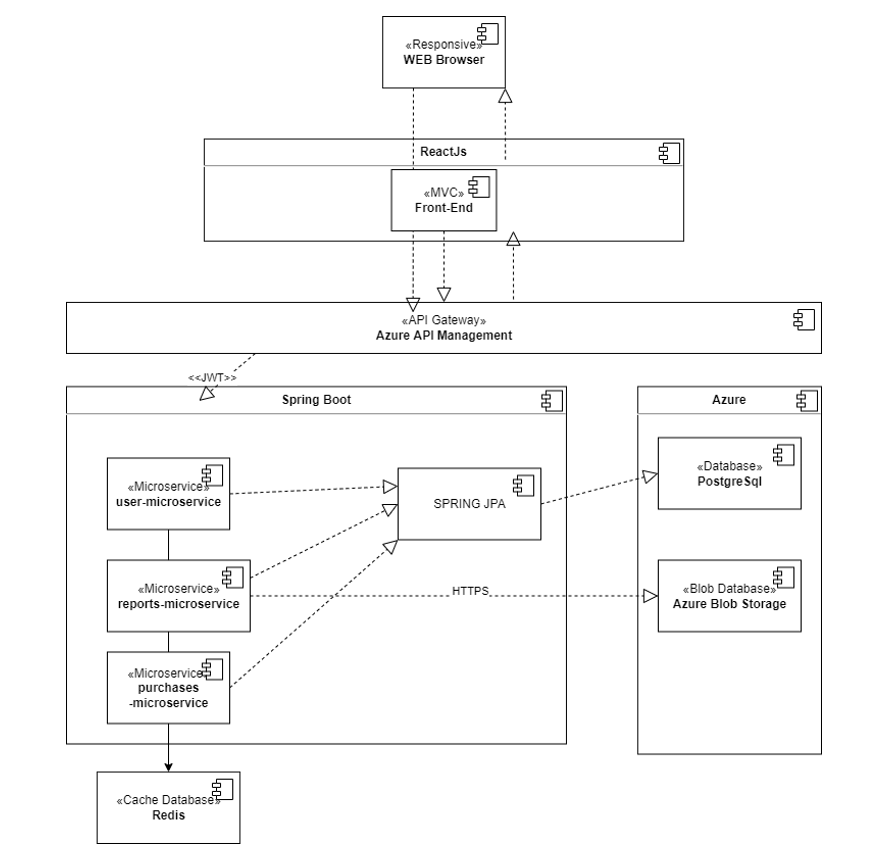 «Responsive»
WEB Browser
ReactJs
«MVC»
Front-End
«API Gateway»
Azure API Management
<<JWT>>
Spring Boot
Azure
«Microservice»
user-microservice
SPRING JPA
«Database»
PostgreSql
«Microservice»
reports-microservice
HTTPS
«Blob Database»
Azure Blob Storage
«Microservice»
purchases
-microservice
«Cache Database»
Redis